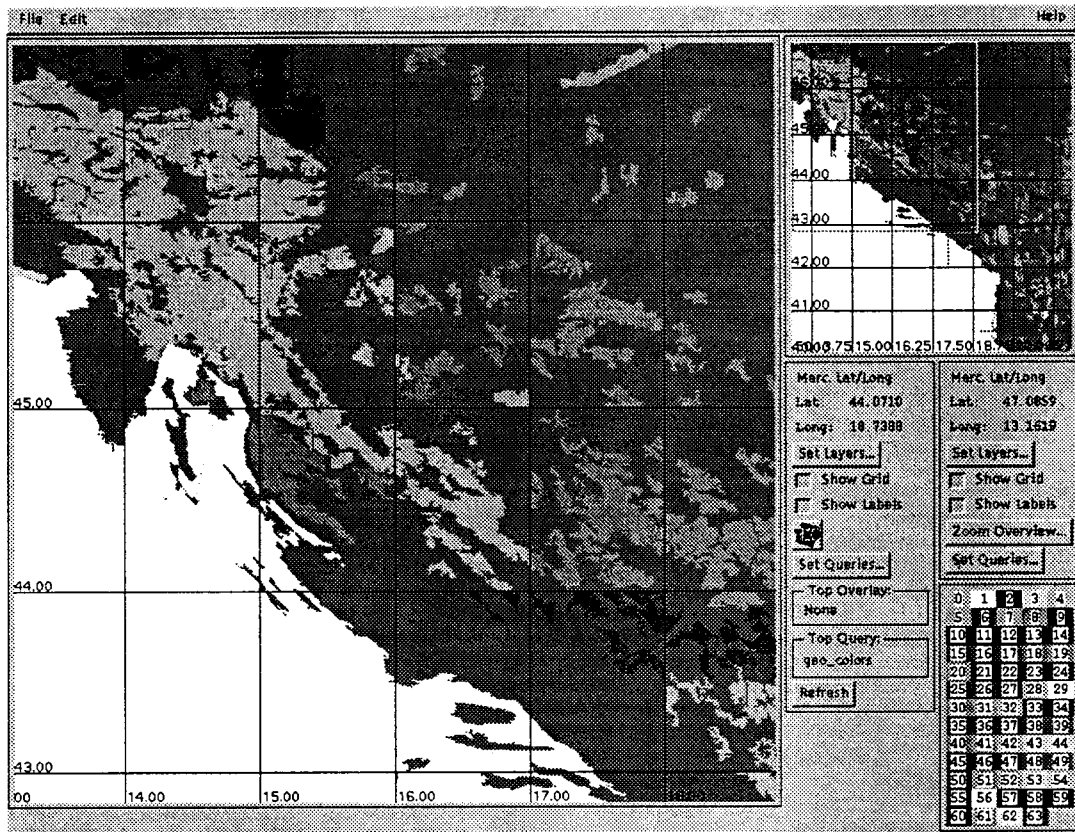 File Edit Help
45.00
44.00
43.00
00 14.00 15.00 16.00 17.00
45.00
44.00
43.00
42.00
41.00
15.00 16.25 17.50
Merc. Lat/Long
Lat: 44.0710
Long: 18.7388
Set Layers...
Show Grid
Show Labels
Set Queries...
Top Overlay:
None
Top Query:
geo_colors
Refresh
Merc. Lat/Long
Lat: 47.0859
Long: 13.1619
Set Layers...
Show Grid
Show Labels
Zoom Overview...
Set Queries...
0 1 2 3 4
5 6 7 8 9
10 11 12 13 14
15 16 17 18 19
20 21 22 23 24
25 26 27 28 29
30 31 32 33 34
35 36 37 38 39
40 41 42 43 44
45 46 47 48 49
50 51 52 53 54
55 56 57 58 59
60 61 62 63